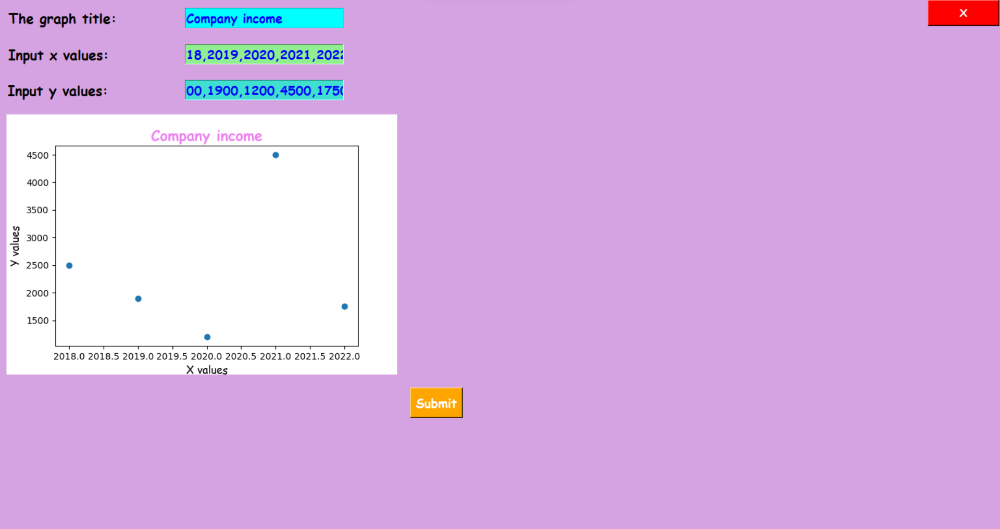 The graph title: Company income
X
Input x values: 18,2019,2020,2021,2022
Input y values: 00,1900,1200,4500,1750
Company income
4500
4000
3500
3000
2500
2000
1500
Y values
2018.0 2018.5 2019.0 2019.5 2020.0 2020.5 2021.0 2021.5 2022.0
X values
Submit